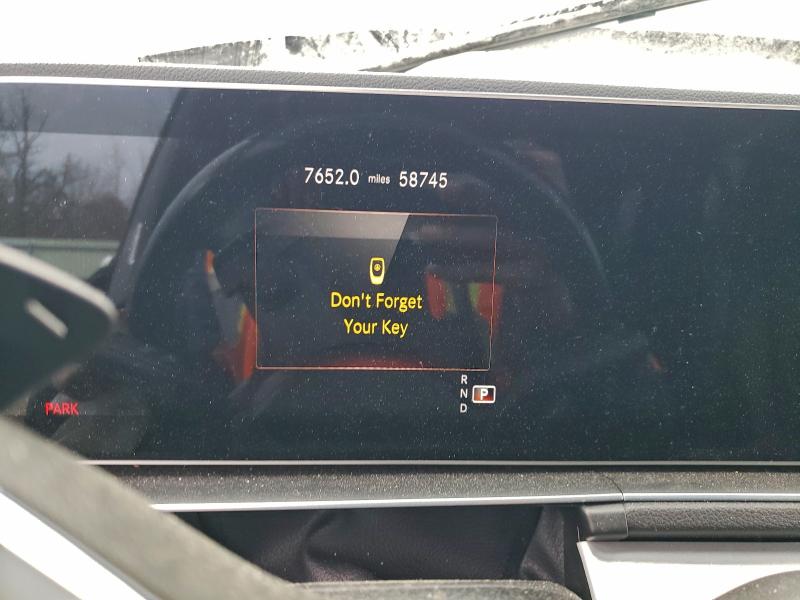 7652.0 miles 58745
Don't Forget
Your Key
R
N P
D
PARK